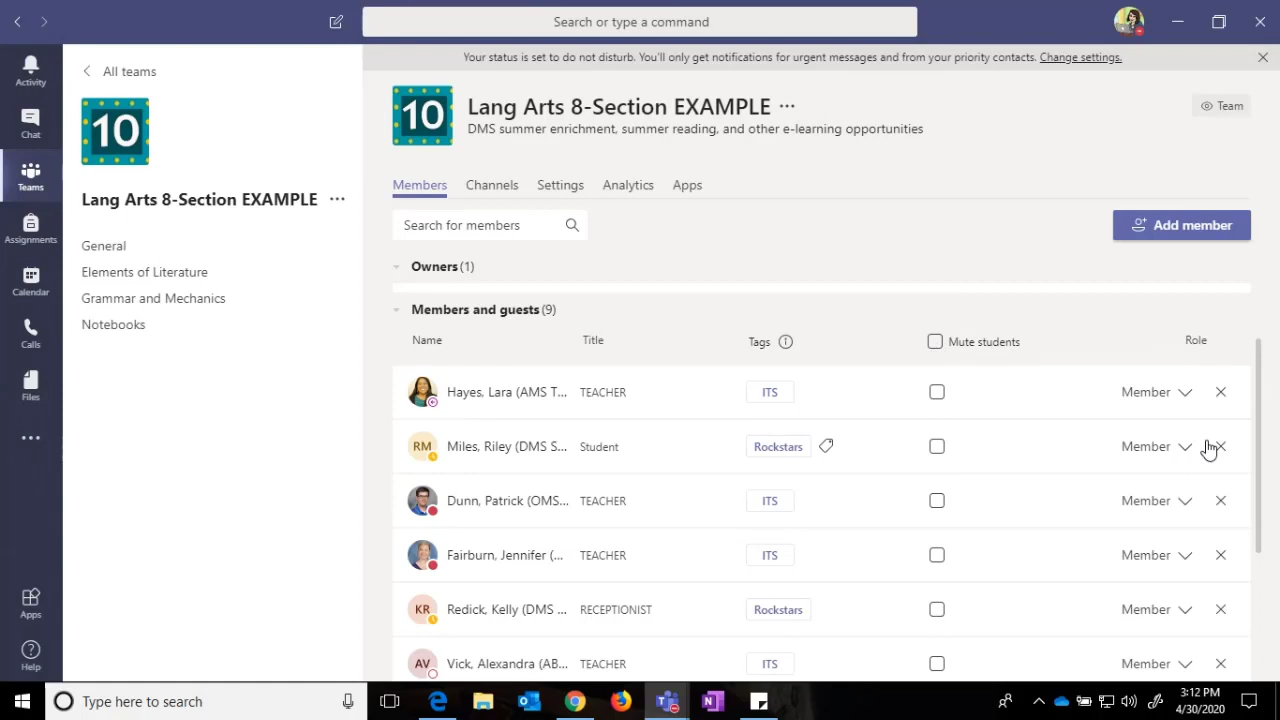 Search or type a command
Activity
Chat
Teams
Assignments
Calendar
Calls
Files
Apps
Help
All teams
10
Lang Arts 8-Section EXAMPLE ...
General
Elements of Literature
Grammar and Mechanics
Notebooks
Your status is set to do not disturb. You'll only get notifications for urgent messages and from your priority contacts. Change settings.
10
Lang Arts 8-Section EXAMPLE ...
Team
DMS summer enrichment, summer reading, and other e-learning opportunities
Members Channels Settings Analytics Apps
Search for members
Add member
Owners (1)
Members and guests (9)
Name Title Tags Mute students Role
Hayes, Lara (AMS T... TEACHER ITS Member
RM Miles, Riley (DMS S... Student Rockstars Member
Dunn, Patrick (OMS... TEACHER ITS Member
Fairburn, Jennifer (... TEACHER ITS Member
KR Redick, Kelly (DMS ... RECEPTIONIST Rockstars Member
AV Vick, Alexandra (AB... TEACHER ITS Member
Type here to search
3:12 PM
4/30/2020